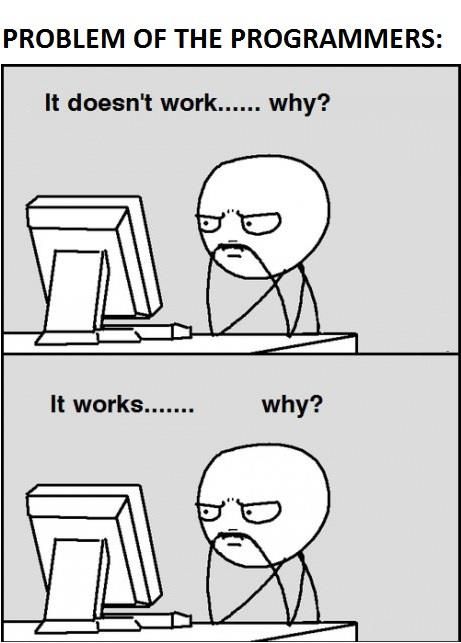 PROBLEM OF THE PROGRAMMERS:
It doesn't work...... why?
It works....... why?